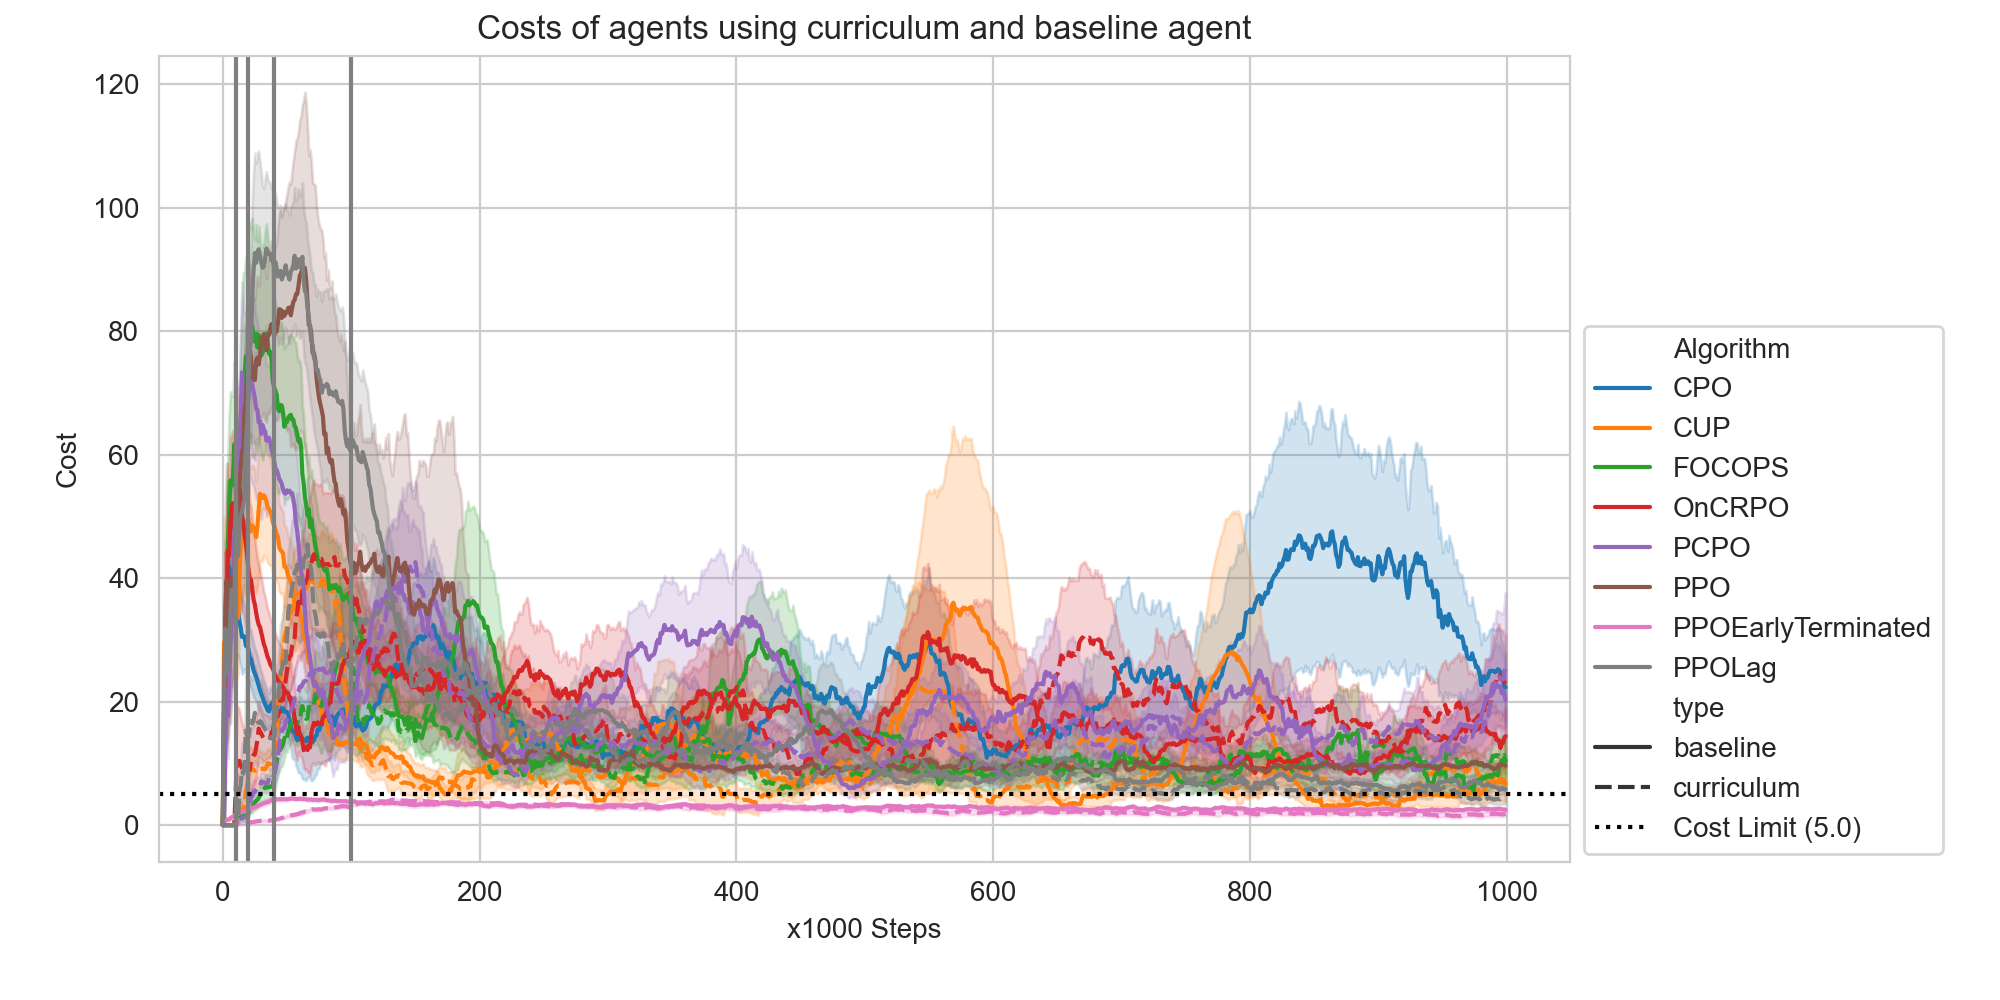 Costs of agents using curriculum and baseline agent
120
100
80
60
40
20
0
Cost
0 200 400 600 800 1000
x1000 Steps
Algorithm
CPO
CUP
FOCOPS
OnCRPO
PCPO
PPO
PPOEarlyTerminated
PPOLag
type
baseline
curriculum
Cost Limit (5.0)